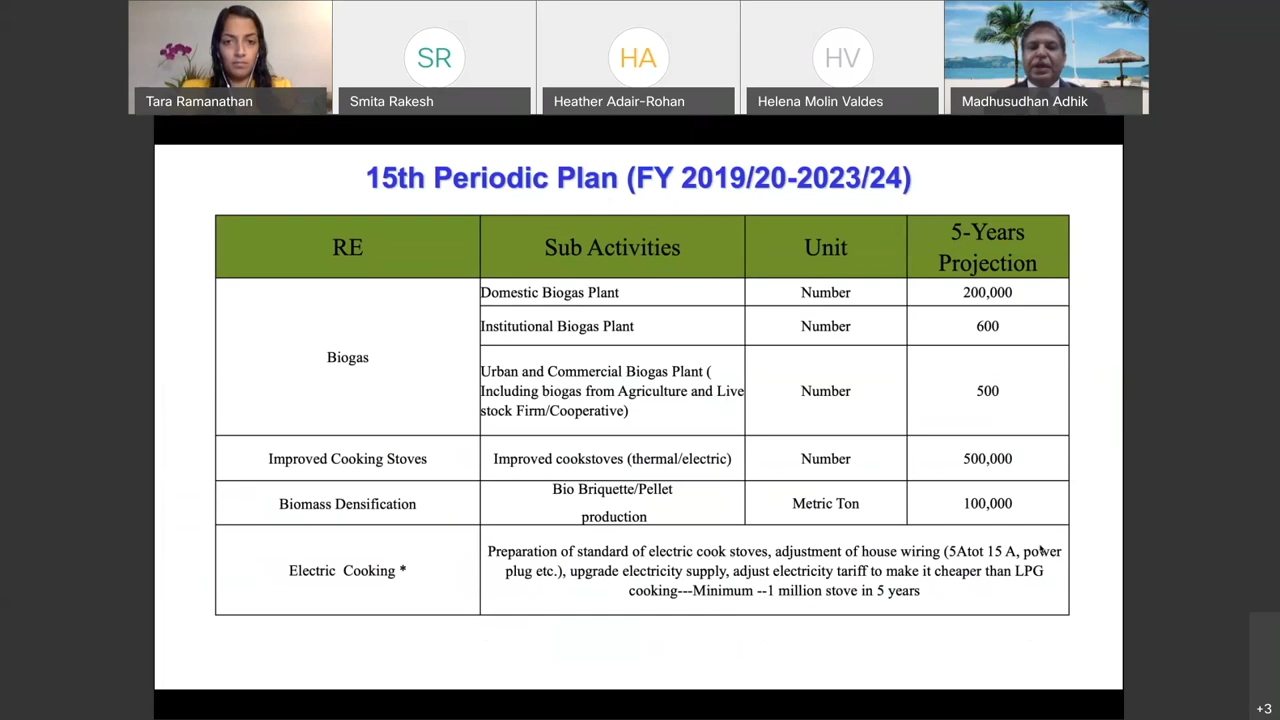 SR
HA
HV
Tara Ramanathan
Smita Rakesh
Heather Adair-Rohan
Helena Molin Valdes
Madhusudhan Adhik
15th Periodic Plan (FY 2019/20-2023/24)
RE
Sub Activities
Unit
5-Years
Projection
Biogas
Domestic Biogas Plant
Number
200,000
Institutional Biogas Plant
Number
600
Urban and Commercial Biogas Plant (
Including biogas from Agriculture and Live
stock Firm/Cooperative)
Number
500
Improved Cooking Stoves
Improved cookstoves (thermal/electric)
Number
500,000
Biomass Densification
Bio Briquette/Pellet
production
Metric Ton
100,000
Electric Cooking *
Preparation of standard of electric cook stoves, adjustment of house wiring (5Atot 15 A, power
plug etc.), upgrade electricity supply, adjust electricity tariff to make it cheaper than LPG
cooking---Minimum --1 million stove in 5 years
+3